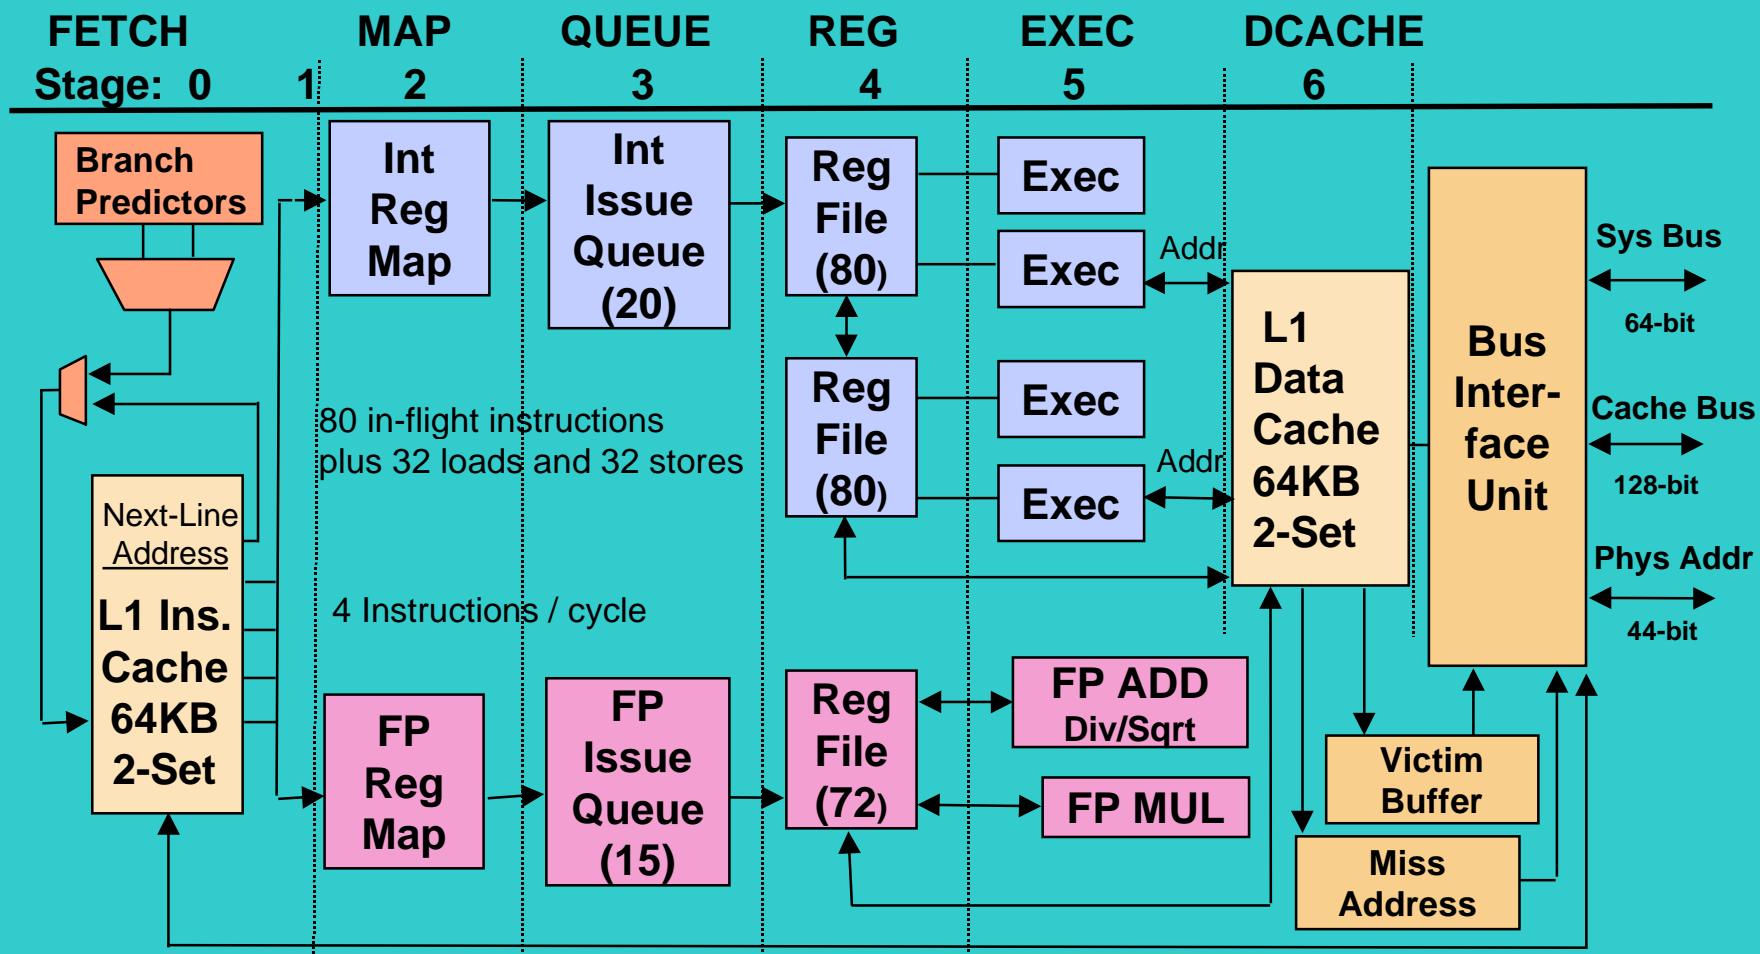 FETCH MAP QUEUE REG EXEC DCACHE
Stage: 0 1 2 3 4 5 6
Branch
Predictors
Int
Reg
Map
Int
Issue
Queue
(20)
Reg
File
(80)
Exec
Exec
Addr
Reg
File
(80)
Exec
Exec
Addr
L1
Data
Cache
64KB
2-Set
Bus
Inter-
face
Unit
Sys Bus
64-bit
Cache Bus
128-bit
Phys Addr
44-bit
80 in-flight instructions
plus 32 loads and 32 stores
Next-Line
Address
L1 Ins.
Cache
64KB
2-Set
4 Instructions / cycle
FP
Reg
Map
FP
Issue
Queue
(15)
Reg
File
(72)
FP ADD
Div/Sqrt
FP MUL
Victim
Buffer
Miss
Address